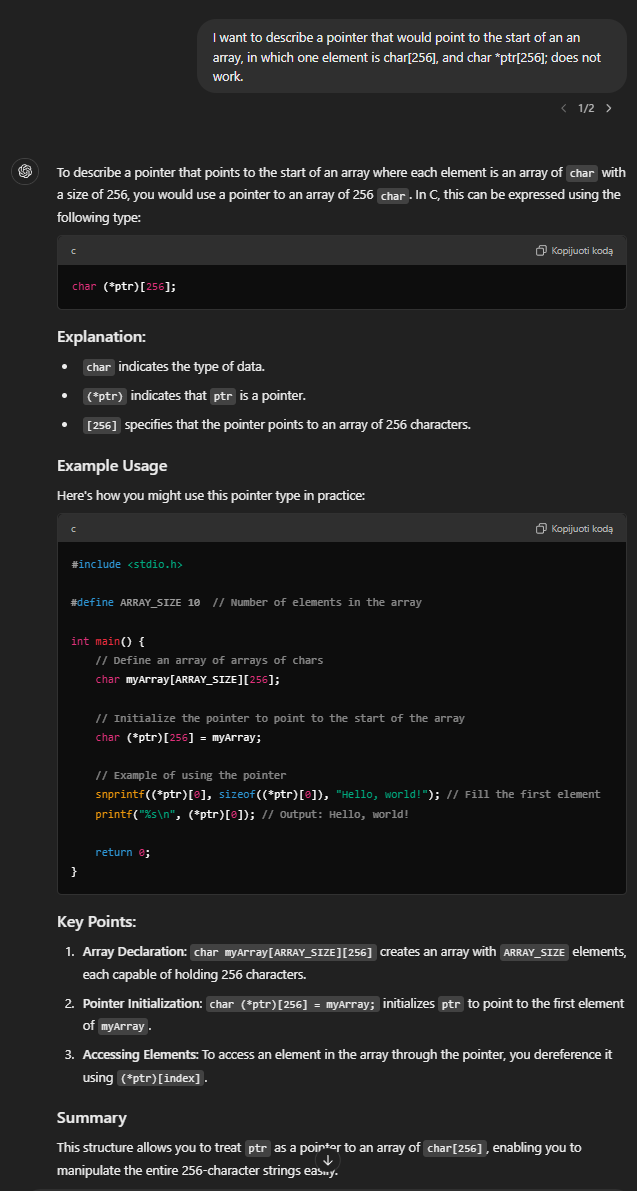 I want to describe a pointer that would point to the start of an an
array, in which one element is char[256], and char *ptr[256]; does not
work.
1/2
To describe a pointer that points to the start of an array where each element is an array of char with
a size of 256, you would use a pointer to an array of 256 char. In C, this can be expressed using the
following type:
c
Kopijuoti kodą
char (*ptr)[256];
Explanation:
• char indicates the type of data.
• (*ptr) indicates that ptr is a pointer.
• [256] specifies that the pointer points to an array of 256 characters.
Example Usage
Here's how you might use this pointer type in practice:
c
Kopijuoti kodą
#include <stdio.h>
#define ARRAY_SIZE 10  // Number of elements in the array
int main() {
    // Define an array of arrays of chars
    char myArray[ARRAY_SIZE][256];
    // Initialize the pointer to point to the start of the array
    char (*ptr)[256] = myArray;
    // Example of using the pointer
    snprintf((*ptr)[0], sizeof((*ptr)[0]), "Hello, world!"); // Fill the first element
    printf("%s\n", (*ptr)[0]); // Output: Hello, world!
    return 0;
}
Key Points:
1. Array Declaration: char myArray[ARRAY_SIZE][256] creates an array with ARRAY_SIZE elements,
each capable of holding 256 characters.
2. Pointer Initialization: char (*ptr)[256] = myArray; initializes ptr to point to the first element
of myArray.
3. Accessing Elements: To access an element in the array through the pointer, you dereference it
using (*ptr)[index].
Summary
This structure allows you to treat ptr as a pointer to an array of char[256], enabling you to
manipulate the entire 256-character strings easily.